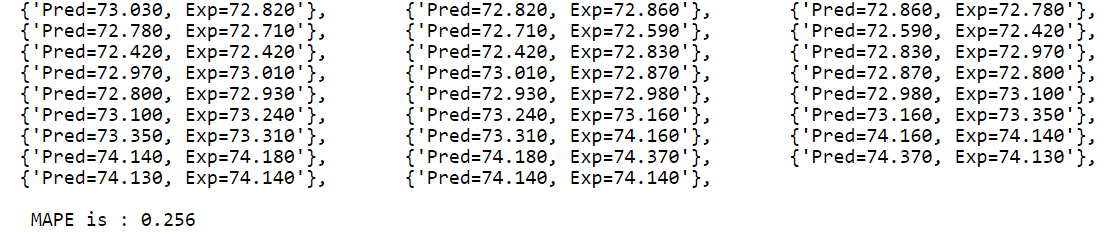 {'Pred=73.030, Exp=72.820'}, {'Pred=72.820, Exp=72.860'}, {'Pred=72.860, Exp=72.780'},
{'Pred=72.780, Exp=72.710'}, {'Pred=72.710, Exp=72.590'}, {'Pred=72.590, Exp=72.420'},
{'Pred=72.420, Exp=72.420'}, {'Pred=72.420, Exp=72.830'}, {'Pred=72.830, Exp=72.970'},
{'Pred=72.970, Exp=73.010'}, {'Pred=73.010, Exp=72.870'}, {'Pred=72.870, Exp=72.800'},
{'Pred=72.800, Exp=72.930'}, {'Pred=72.930, Exp=72.980'}, {'Pred=72.980, Exp=73.100'},
{'Pred=73.100, Exp=73.240'}, {'Pred=73.240, Exp=73.160'}, {'Pred=73.160, Exp=73.350'},
{'Pred=73.350, Exp=73.310'}, {'Pred=73.310, Exp=74.160'}, {'Pred=74.160, Exp=74.140'},
{'Pred=74.140, Exp=74.180'}, {'Pred=74.180, Exp=74.370'}, {'Pred=74.370, Exp=74.130'},
{'Pred=74.130, Exp=74.140'}, {'Pred=74.140, Exp=74.140'},
MAPE is : 0.256